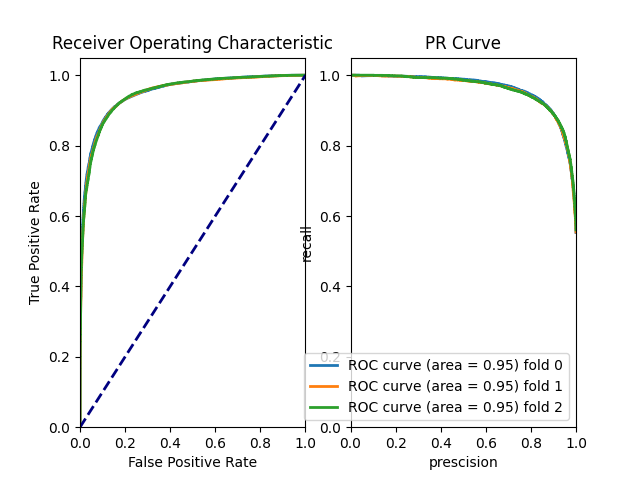 Receiver Operating Characteristic
True Positive Rate
1.0
0.8
0.6
0.4
0.2
0.0
0.0 0.2 0.4 0.6 0.8 1.0
False Positive Rate
PR Curve
recall
1.0
0.8
0.6
0.4
0.2
0.0
ROC curve (area = 0.95) fold 0
ROC curve (area = 0.95) fold 1
ROC curve (area = 0.95) fold 2
0.0 0.2 0.4 0.6 0.8 1.0
prescision